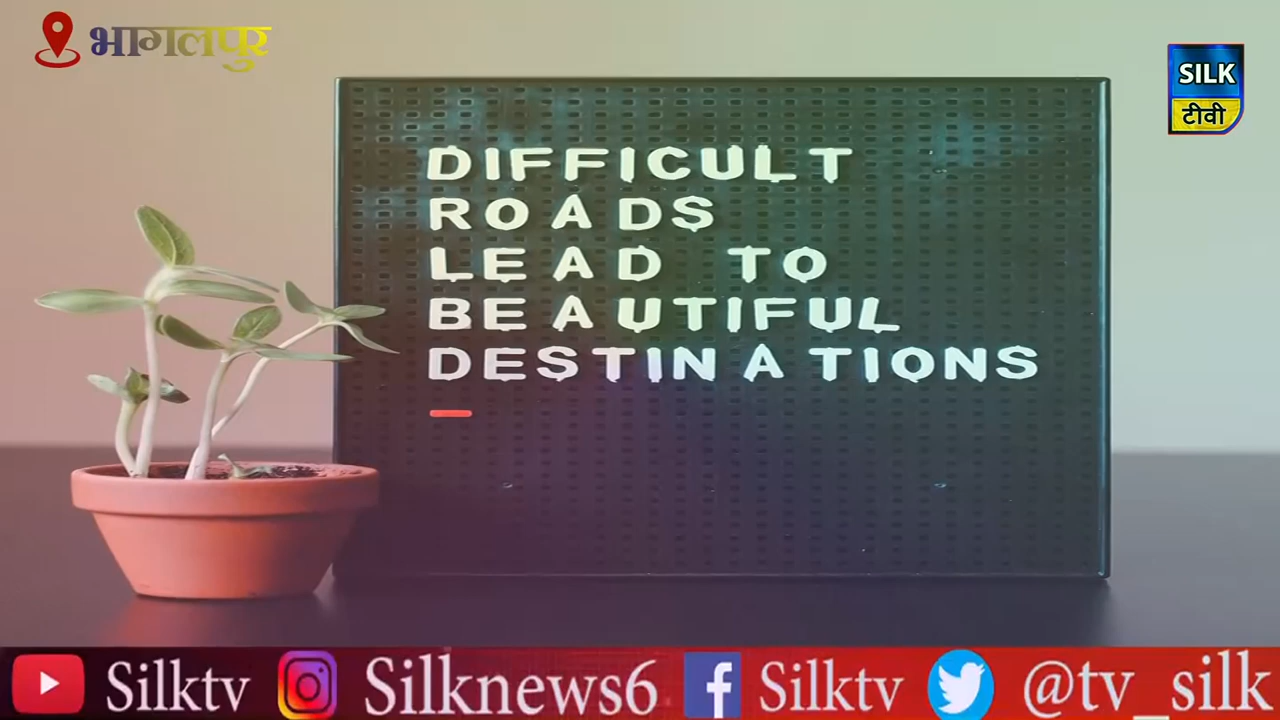 भागलपुर
SILK
टीवी
DIFFICULT
ROADS
LEAD TO
BEAUTIFUL
DESTINATIONS
Silktv Silknews6 Silktv @tv_silk